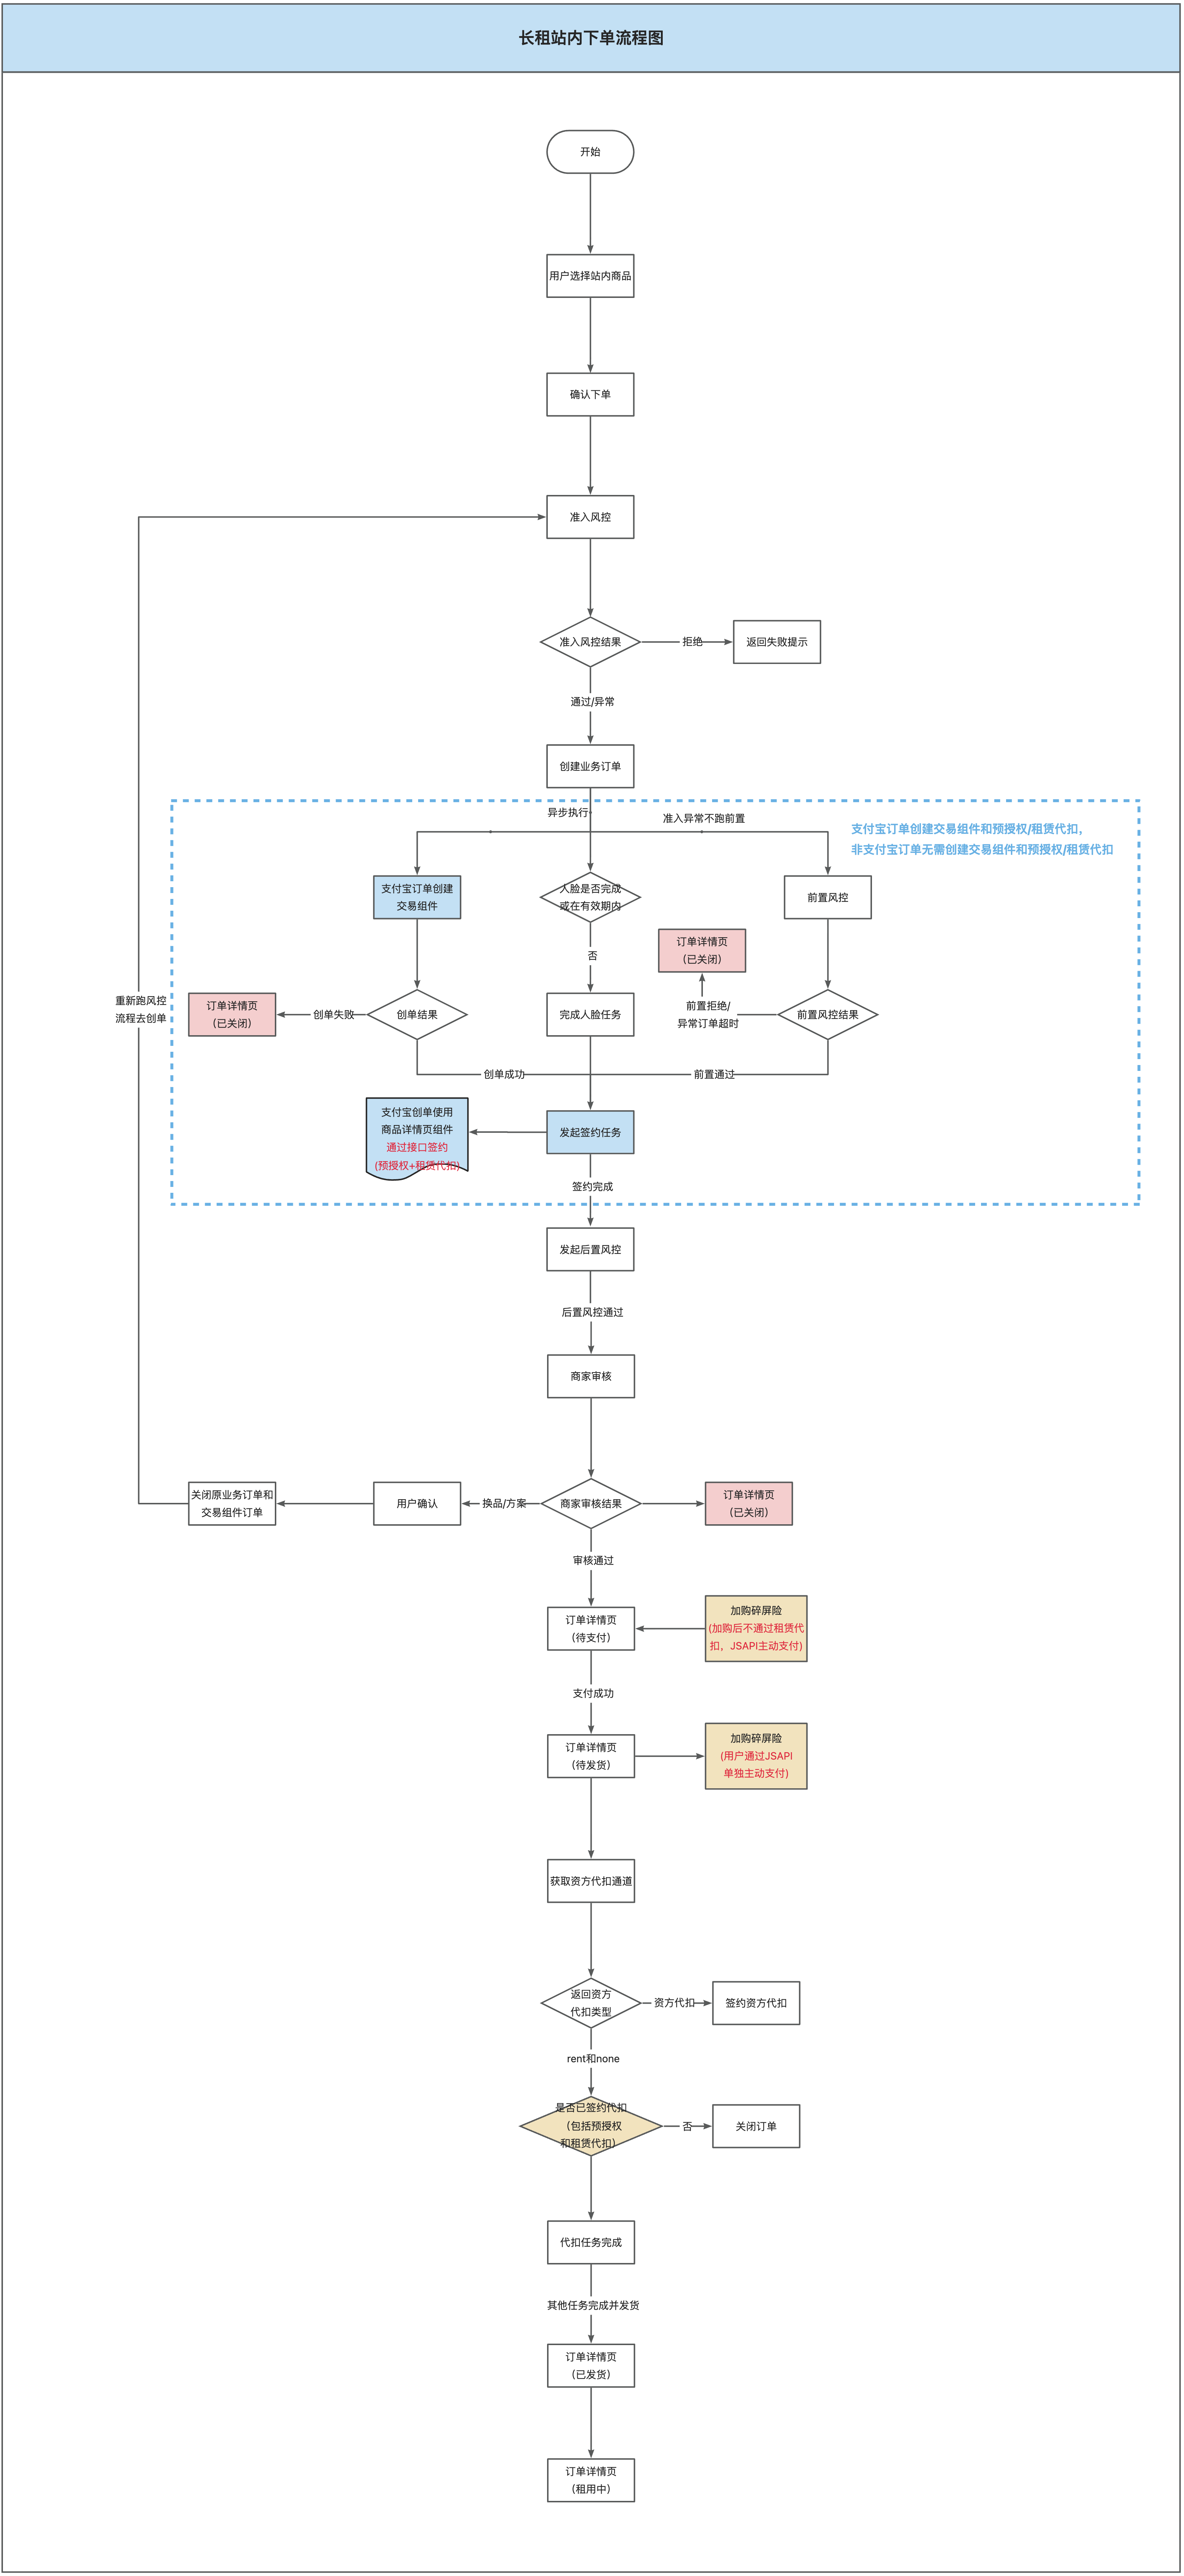 长租站内下单流程图
开始
用户选择站内商品
确认下单
准入风控
准入风控结果
拒绝
返回失败提示
通过/异常
创建业务订单
异步执行
准入异常不跑前置
支付宝订单创建交易组件和预授权/租赁代扣，
非支付宝订单无需创建交易组件和预授权/租赁代扣
支付宝订单创建
交易组件
人脸是否完成
或在有效期内
前置风控
订单详情页
(已关闭)
否
重新跑风控
流程去创单
订单详情页
(已关闭)
创单失败
创单结果
完成人脸任务
前置拒绝/
异常订单超时
前置风控结果
创单成功
前置通过
支付宝创单使用
商品详情页组件
通过接口签约
(预授权+租赁代扣)
发起签约任务
签约完成
发起后置风控
后置风控通过
商家审核
关闭原业务订单和
交易组件订单
用户确认
换品/方案
商家审核结果
订单详情页
(已关闭)
审核通过
订单详情页
(待支付)
加购碎屏险
(加购后不通过租赁代
扣，JSAPI主动支付)
支付成功
订单详情页
(待发货)
加购碎屏险
(用户通过JSAPI
单独主动支付)
获取资方代扣通道
返回资方
代扣类型
资方代扣
签约资方代扣
rent和none
是否已签约代扣
(包括预授权
和租赁代扣)
否
关闭订单
代扣任务完成
其他任务完成并发货
订单详情页
(已发货)
订单详情页
(租用中)